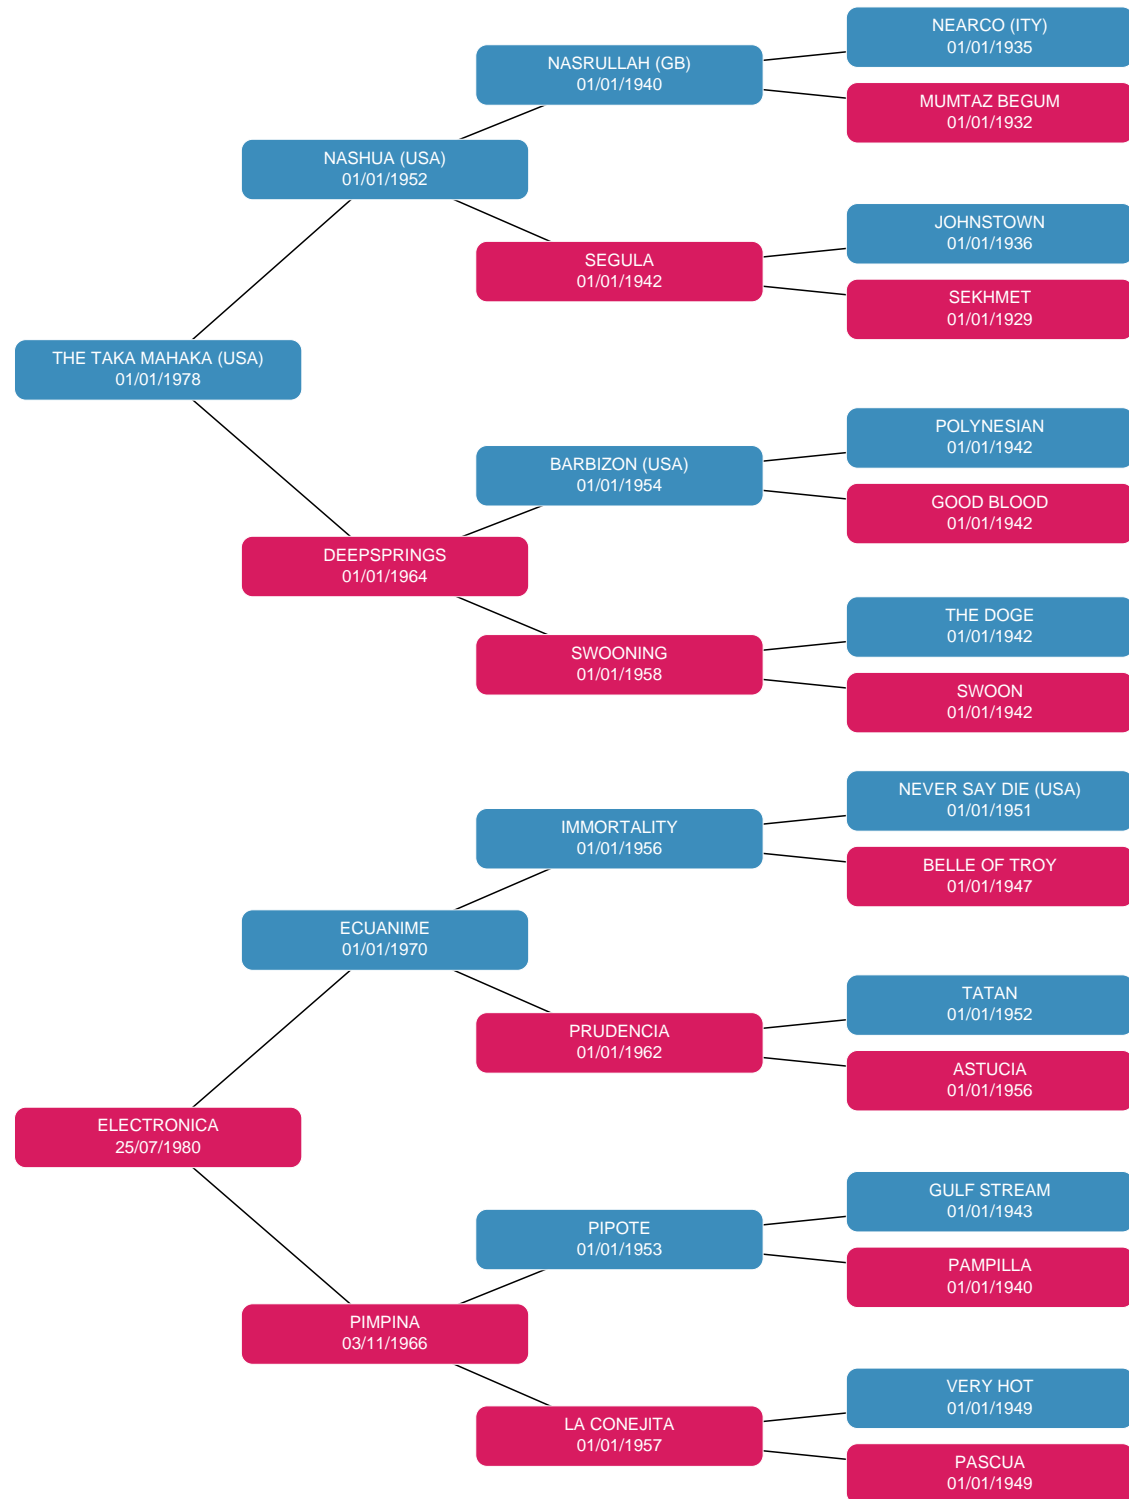 NEARCO (ITY)
01/01/1935
NASRULLAH (GB)
01/01/1940
MUMTAZ BEGUM
01/01/1932
NASHUA (USA)
01/01/1952
JOHNSTOWN
01/01/1936
SEGULA
01/01/1942
SEKHMET
01/01/1929
THE TAKA MAHAKA (USA)
01/01/1978
POLYNESIAN
01/01/1942
BARBIZON (USA)
01/01/1954
GOOD BLOOD
01/01/1942
DEEPSPRINGS
01/01/1964
THE DOGE
01/01/1942
SWOONING
01/01/1958
SWOON
01/01/1942
NEVER SAY DIE (USA)
01/01/1951
IMMORTALITY
01/01/1956
BELLE OF TROY
01/01/1947
ECUANIME
01/01/1970
TATAN
01/01/1952
PRUDENCIA
01/01/1962
ASTUCIA
01/01/1956
ELECTRONICA
25/07/1980
GULF STREAM
01/01/1943
PIPOTE
01/01/1953
PAMPILLA
01/01/1940
PIMPINA
03/11/1966
VERY HOT
01/01/1949
LA CONEJITA
01/01/1957
PASCUA
01/01/1949